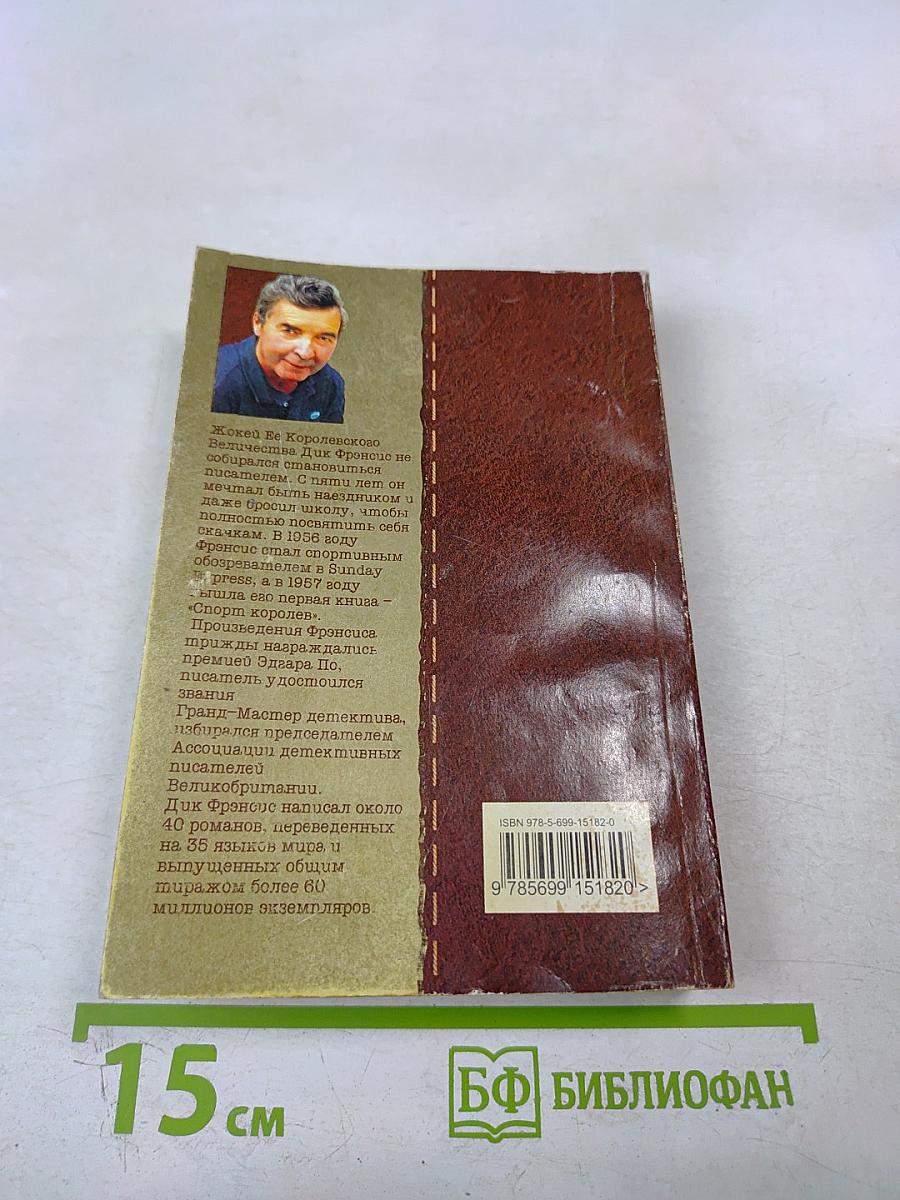 Жокей Ее Королевского
Величества Дик Фрэнсис не
собирался становиться
писателем. С пяти лет он
мечтал быть наездником и
даже бросил школу, чтобы
полностью посвятить себя
скачкам. В 1956 году
Фрэнсис стал спортивным
обозревателем в Sunday
Express, а в 1957 году
вышла его первая книга –
«Спорт королев».
Произведения Фрэнсиса
трижды награждались
премией Эдгара По,
писатель удостоился
звания
Гранд–Мастер детектива,
избирался председателем
Ассоциации детективных
писателей
Великобритании.
Дик Фрэнсис написал около
40 романов, переведенных
на 35 языков мира и
выпущенных общим
тиражом более 60
миллионов экземпляров
ISBN 978-5-699-15182-0
9 785699 151820 >
15 см
БФ БИБЛИОФАН